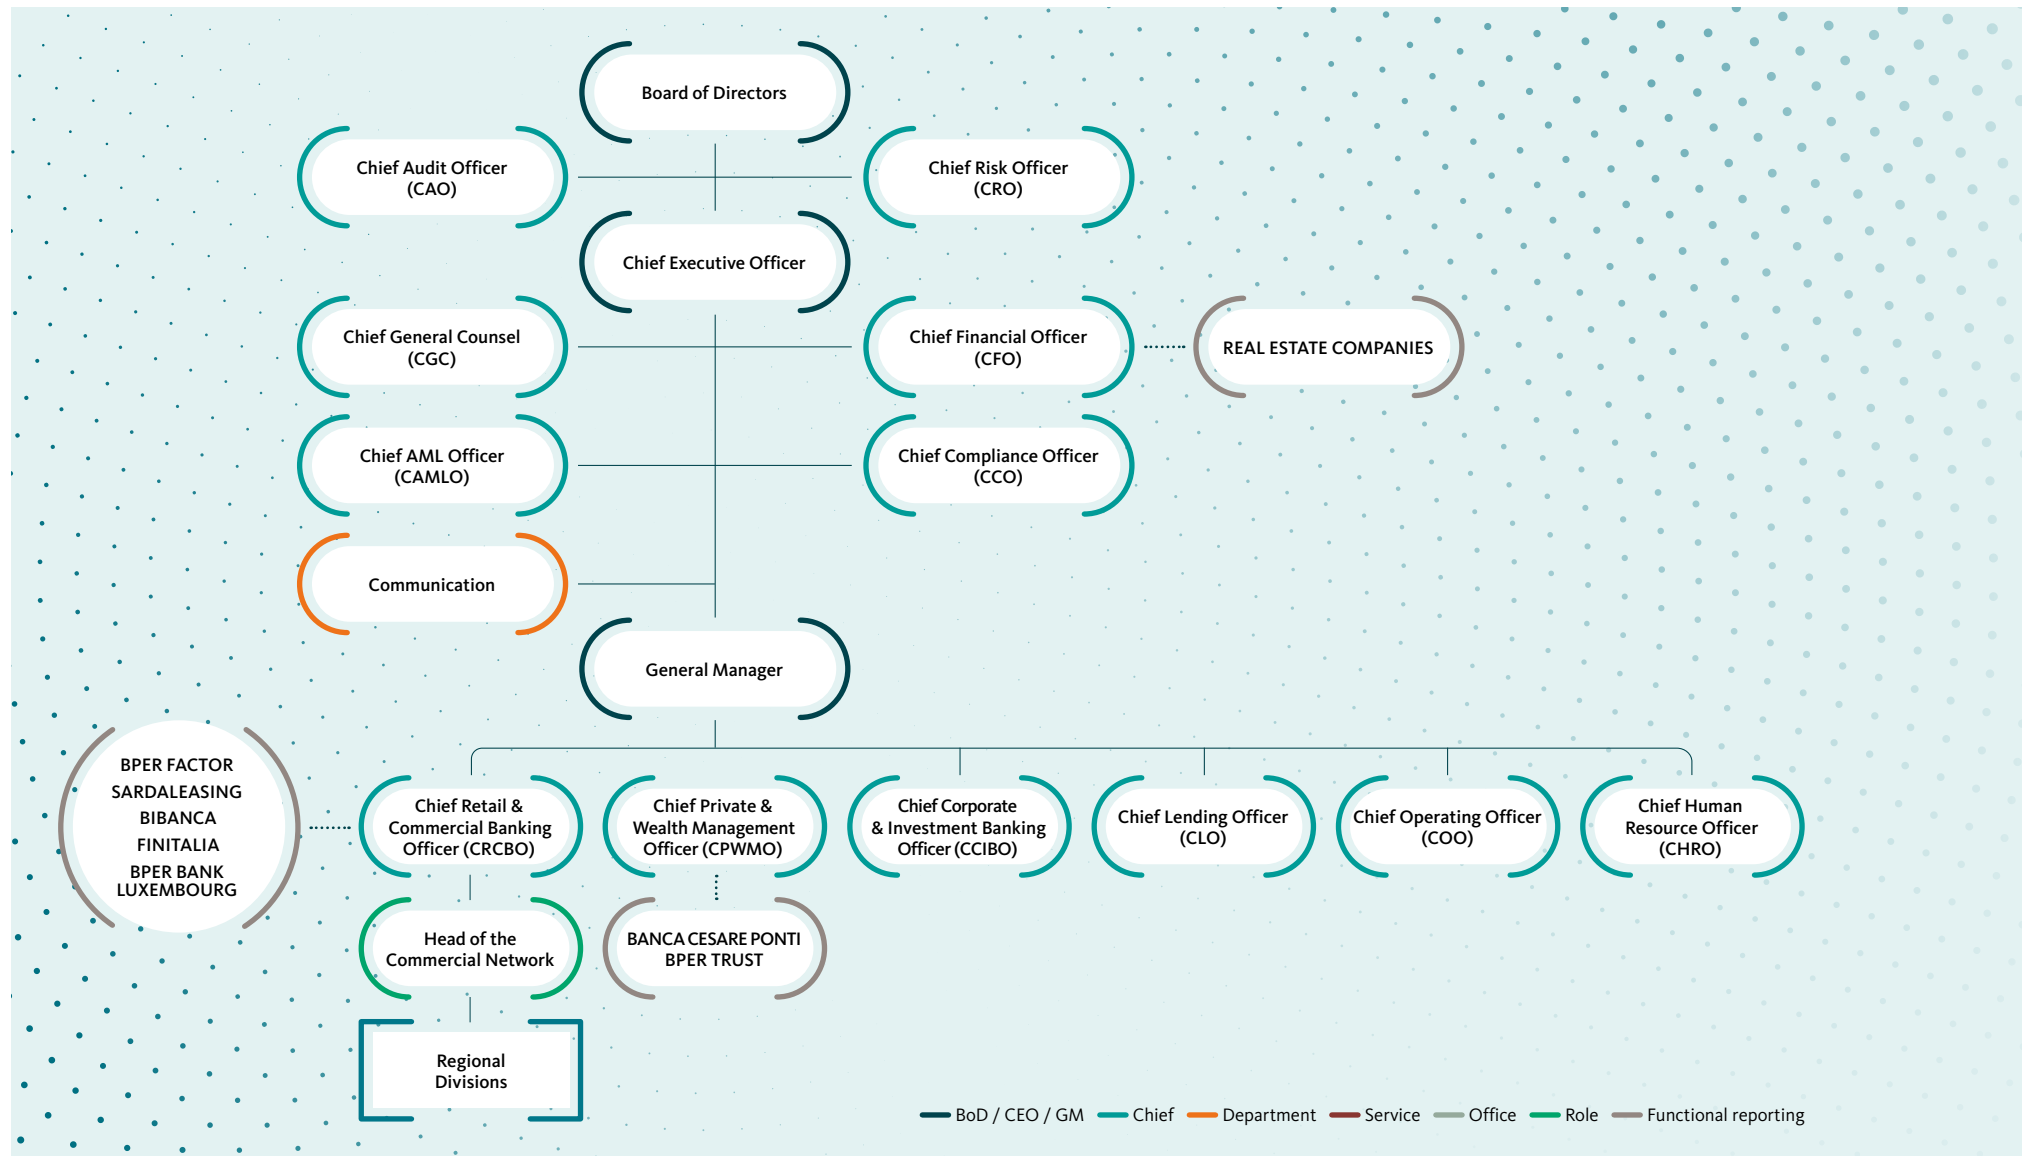 Board of Directors
Chief Audit Officer
(CAO)
Chief Risk Officer
(CRO)
Chief Executive Officer
Chief General Counsel
(CGC)
Chief Financial Officer
(CFO)
REAL ESTATE COMPANIES
Chief AML Officer
(CAMLO)
Chief Compliance Officer
(CCO)
Communication
General Manager
BPER FACTOR
SARDALEASING
BIBANCA
FINITALIA
BPER BANK
LUXEMBOURG
Chief Retail &
Commercial Banking
Officer (CRCBO)
Chief Private &
Wealth Management
Officer (CPWMO)
Chief Corporate
& Investment Banking
Officer (CCIBO)
Chief Lending Officer
(CLO)
Chief Operating Officer
(COO)
Chief Human
Resource Officer
(CHRO)
Head of the
Commercial Network
BANCA CESARE PONTI
BPER TRUST
Regional
Divisions
BoD / CEO / GM Chief Department Service Office Role Functional reporting